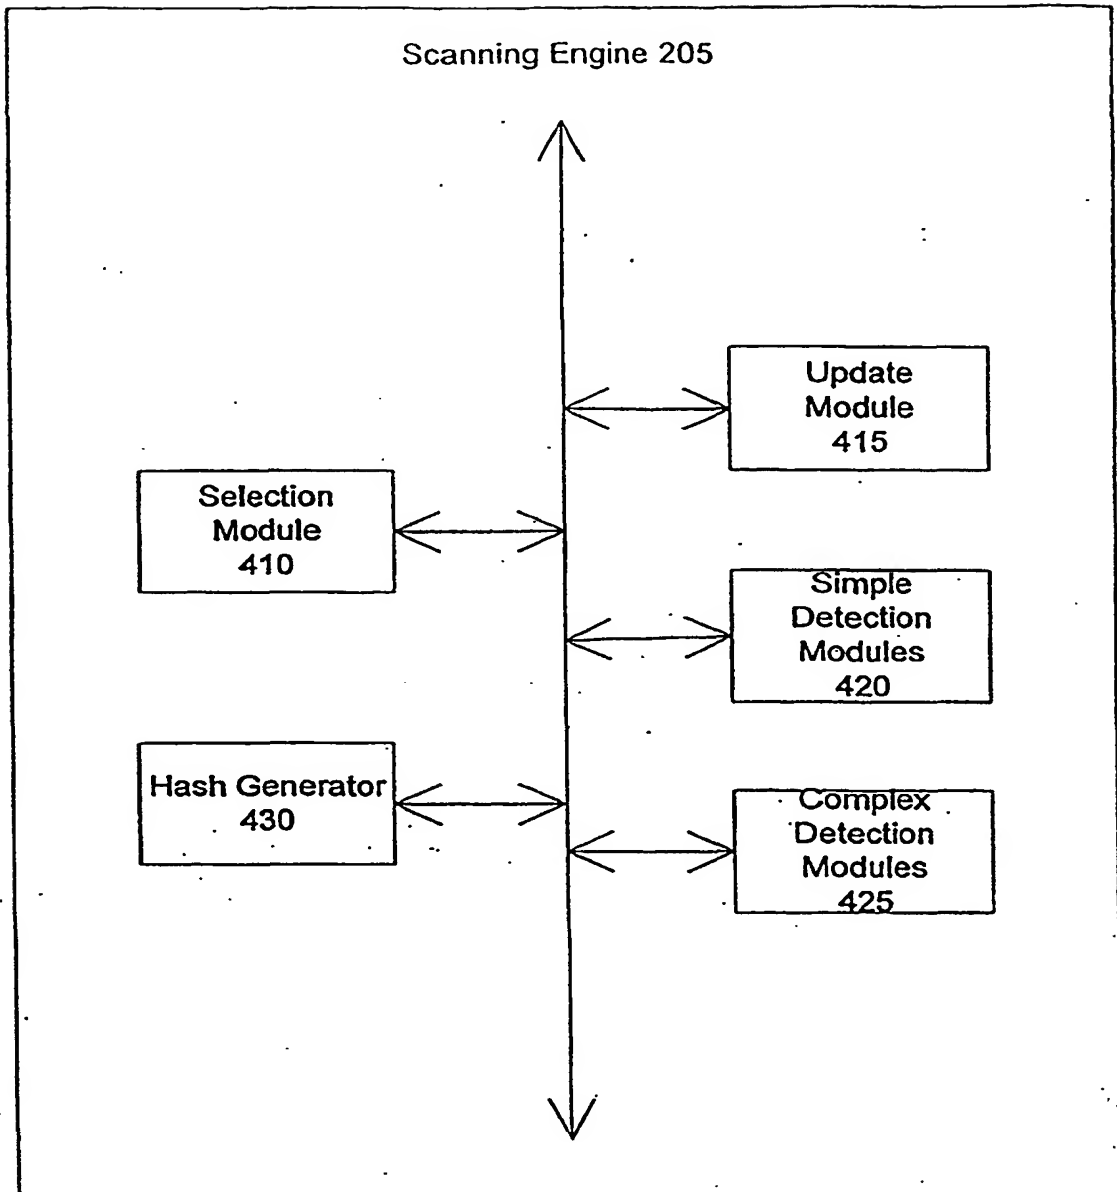 Scanning Engine 205
Update
Module
415
Selection
Module
410
Simple
Detection
Modules
420
Hash Generator
430
Complex
Detection
Modules
425